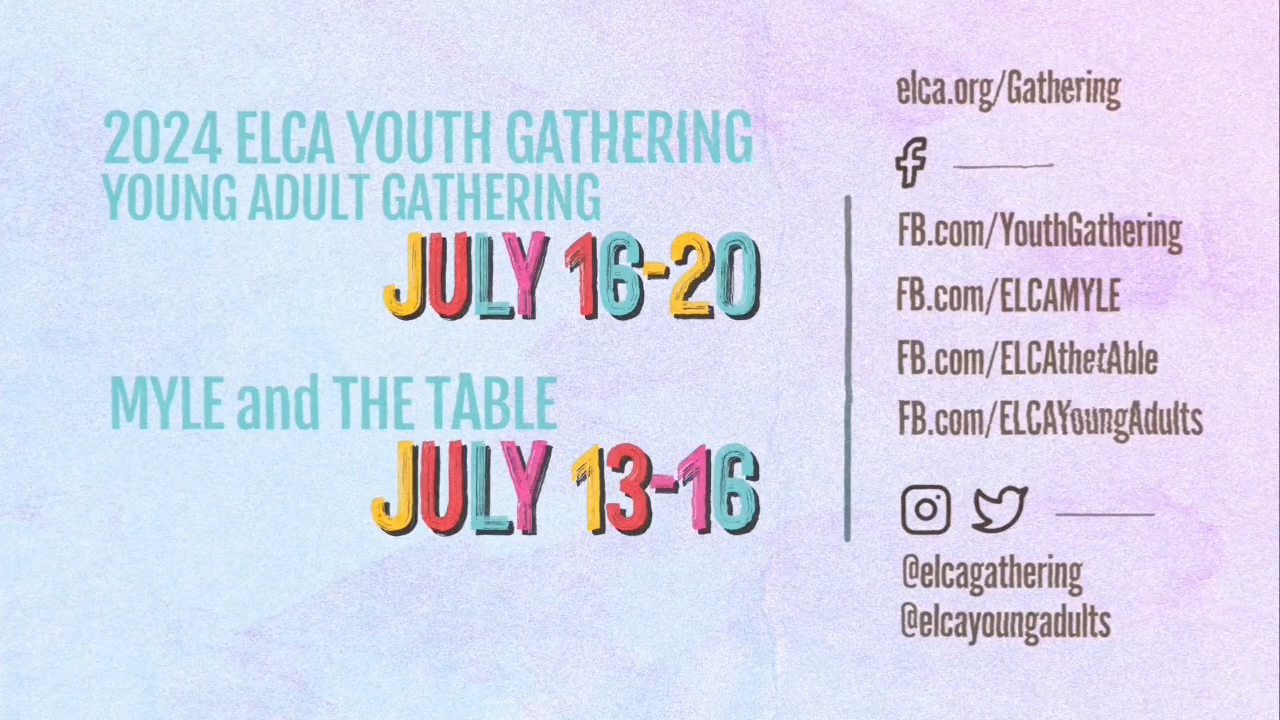 2024 ELCA YOUTH GATHERING
YOUNG ADULT GATHERING
JULY 16-20
MYLE and THE TABLE
JULY 13-16
elca.org/Gathering
FB.com/YouthGathering
FB.com/ELCAMYLE
FB.com/ELCAthetAble
FB.com/ELCAYoungAdults
@elcagathering
@elcayoungadults